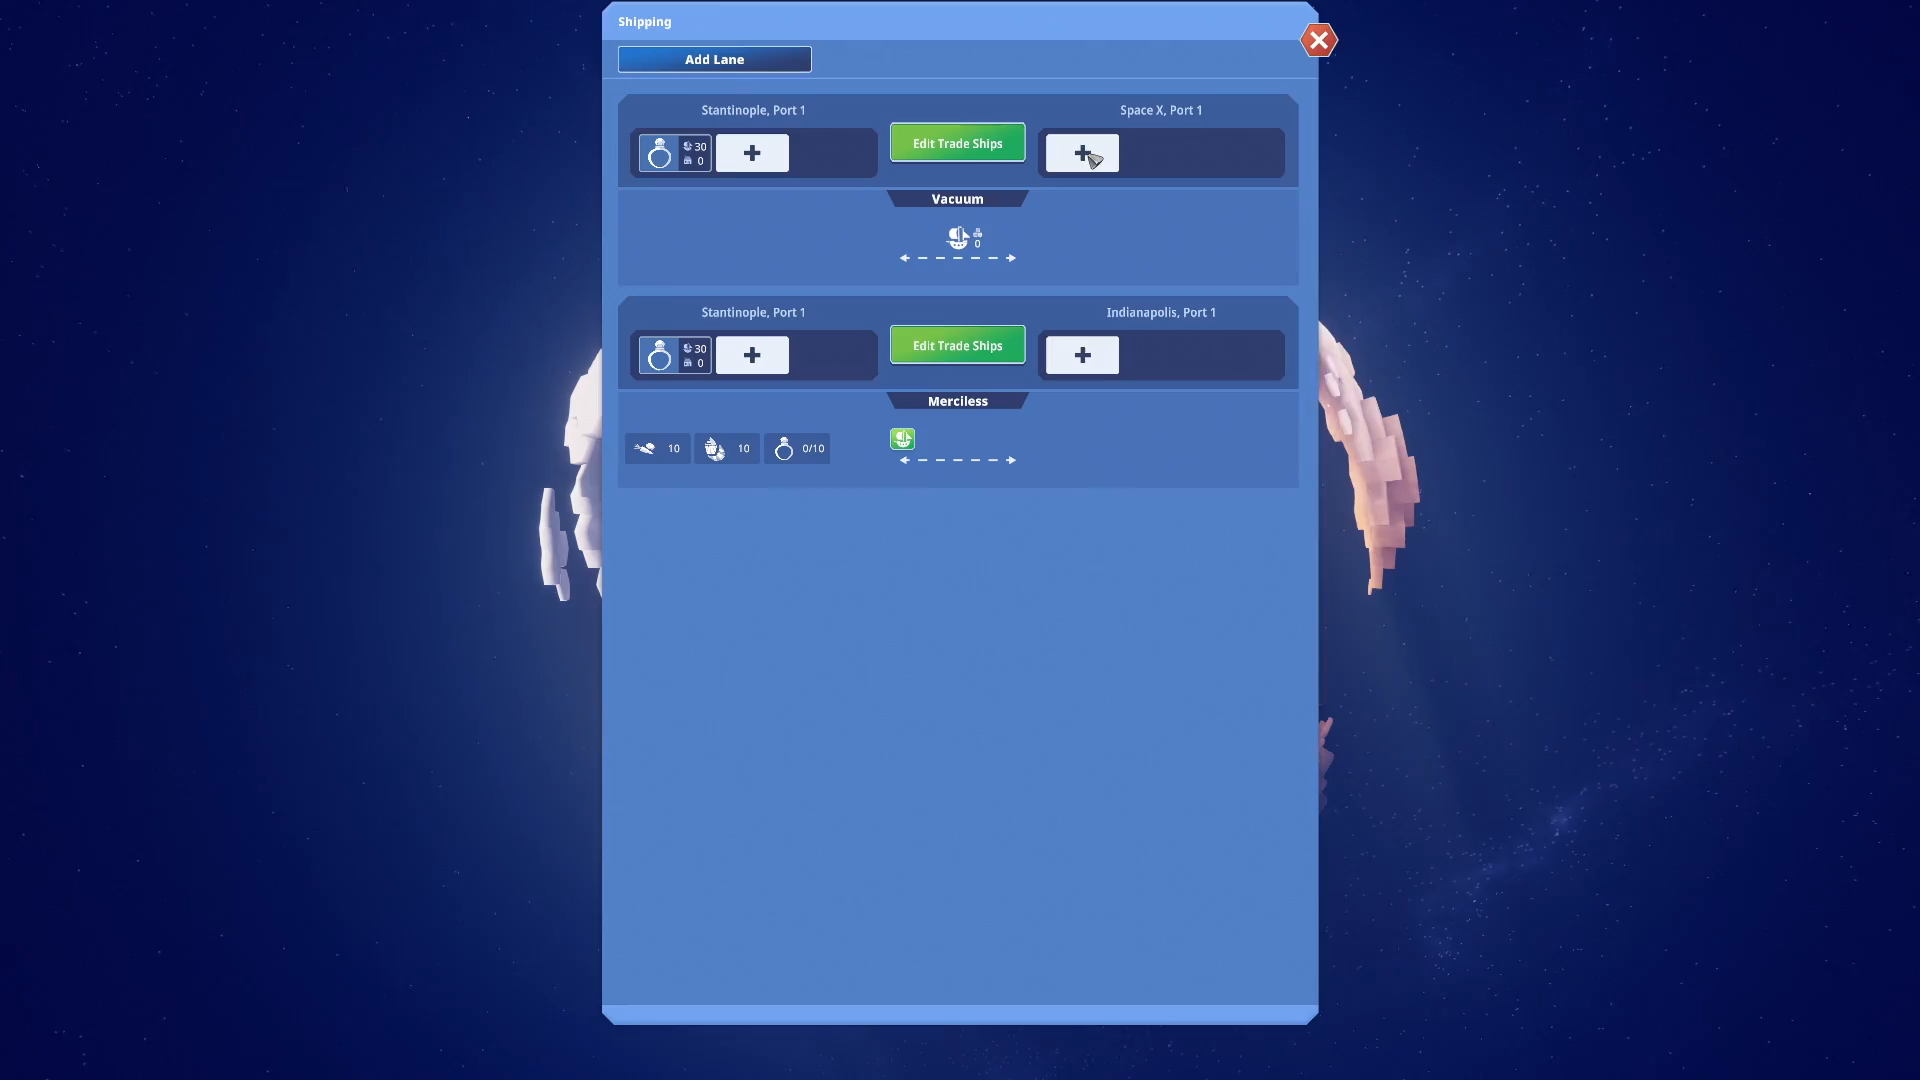 Shipping
Add Lane
Stantinople, Port 1
Space X, Port 1
30
0
Edit Trade Ships
Vacuum
0
Stantinople, Port 1
Indianapolis, Port 1
30
0
Edit Trade Ships
Merciless
10
10
0/10